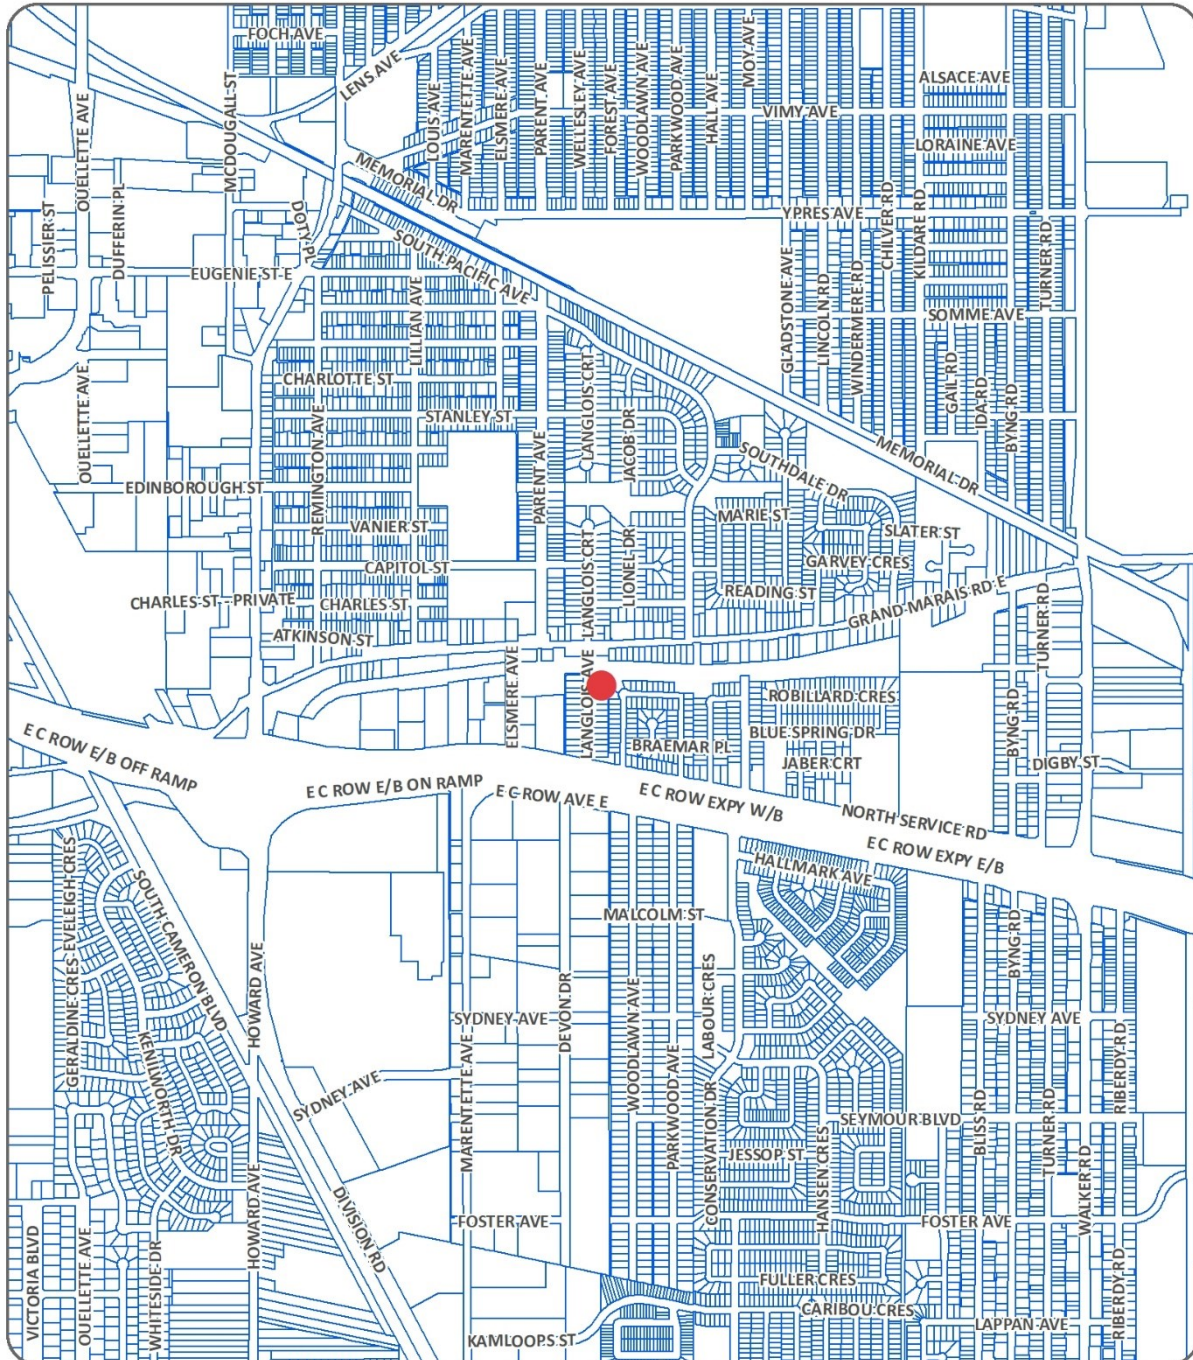 FOCH AVE
LENS AVE
OUELLETTE AVE
MCDOUGALL ST
LOUIS AVE
MARENTETTE AVE
ELSMERE AVE
PARENT AVE
WELLESLEY AVE
FOREST AVE
WOODLAWN AVE
PARKWOOD AVE
HALL AVE
MOY AVE
ALSACE AVE
VIMY AVE
LORAINE AVE
MEMORIAL DR
PELISSIER ST
DUFFERIN PL
DOTY PL
YPRES AVE
CHILVER RD
KILDARE RD
TURNER RD
EUGENIE ST E
SOUTH PACIFIC AVE
LILLIAN AVE
GLADSTONE AVE
LINCOLN RD
WINDERMERE RD
SOMME AVE
OUELLETTE AVE
CHARLOTTE ST
LANGLOIS CRT
GAIL RD
IDA RD
BYNG RD
REMINGTON AVE
STANLEY ST
PARENT AVE
JACOB DR
SOUTHDALE DR
MEMORIAL DR
EDINBOROUGH ST
VANIER ST
MARIE ST
SLATER ST
CAPITOL ST
LANGLOIS CRT
LIONEL DR
GARVEY CRES
CHARLES ST - PRIVATE
CHARLES ST
READING ST
GRAND MARAIS RD E
ATKINSON ST
TURNER RD
ELSMERE AVE
LANGLOIS AVE
ROBILLARD CRES
BYNG RD
BRAEMAR PL
BLUE SPRING DR
JABER CRT
DIGBY ST
E C ROW E/B OFF RAMP
E C ROW E/B ON RAMP
E C ROW AVE E
E C ROW EXPY W/B
NORTH SERVICE RD
E C ROW EXPY E/B
HALLMARK AVE
GERALDINE CRES
EVELEIGH CRES
SOUTH CAMERON BLVD
MALCOLM ST
BYNG RD
HOWARD AVE
DEVON DR
WOODLAWN AVE
LABOUR CRES
KENILWORTH DR
SYDNEY AVE
SYDNEY AVE
SYDNEY AVE
RIBERDY RD
MARENTETTE AVE
PARKWOOD AVE
CONSERVATION DR
SEYMOUR BLVD
BLISS RD
TURNER RD
JESSOP ST
HANSEN CRES
WALKER RD
HOWARD AVE
DIVISION RD
FOSTER AVE
FOSTER AVE
VICTORIA BLVD
OUELLETTE AVE
WHITESIDE DR
FULLER CRES
CARIBOU CRES
RIBERDY RD
LAPPAN AVE
KAMLOOPS ST